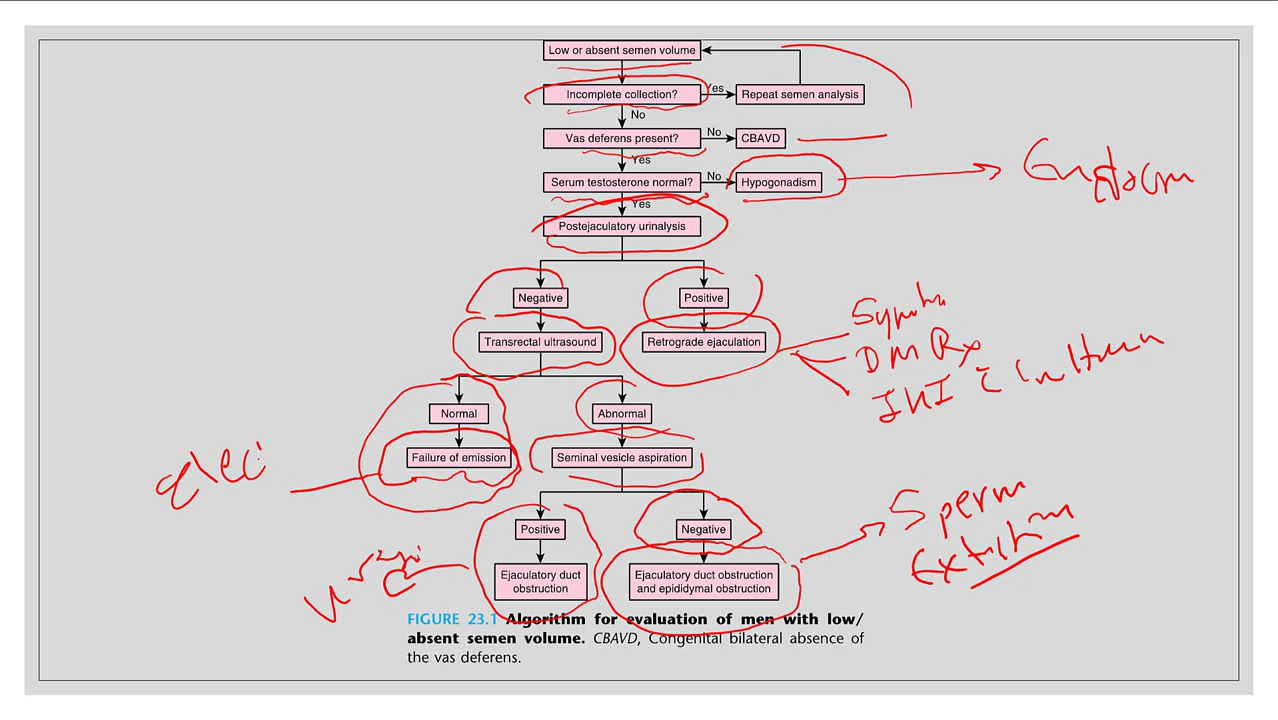 Low or absent semen volume
Incomplete collection?
Yes
Repeat semen analysis
No
Vas deferens present?
No
CBAVD
Yes
Serum testosterone normal?
No
Hypogonadism
Yes
Postejaculatory urinalysis
Negative
Positive
Transrectal ultrasound
Retrograde ejaculation
DM Rx
Normal
Abnormal
Failure of emission
Seminal vesicle aspiration
Sperm
Positive
Negative
Ejaculatory duct
obstruction
Ejaculatory duct obstruction
and epididymal obstruction
FIGURE 23.1 Algorithm for evaluation of men with low/
absent semen volume. CBAVD, Congenital bilateral absence of
the vas deferens.